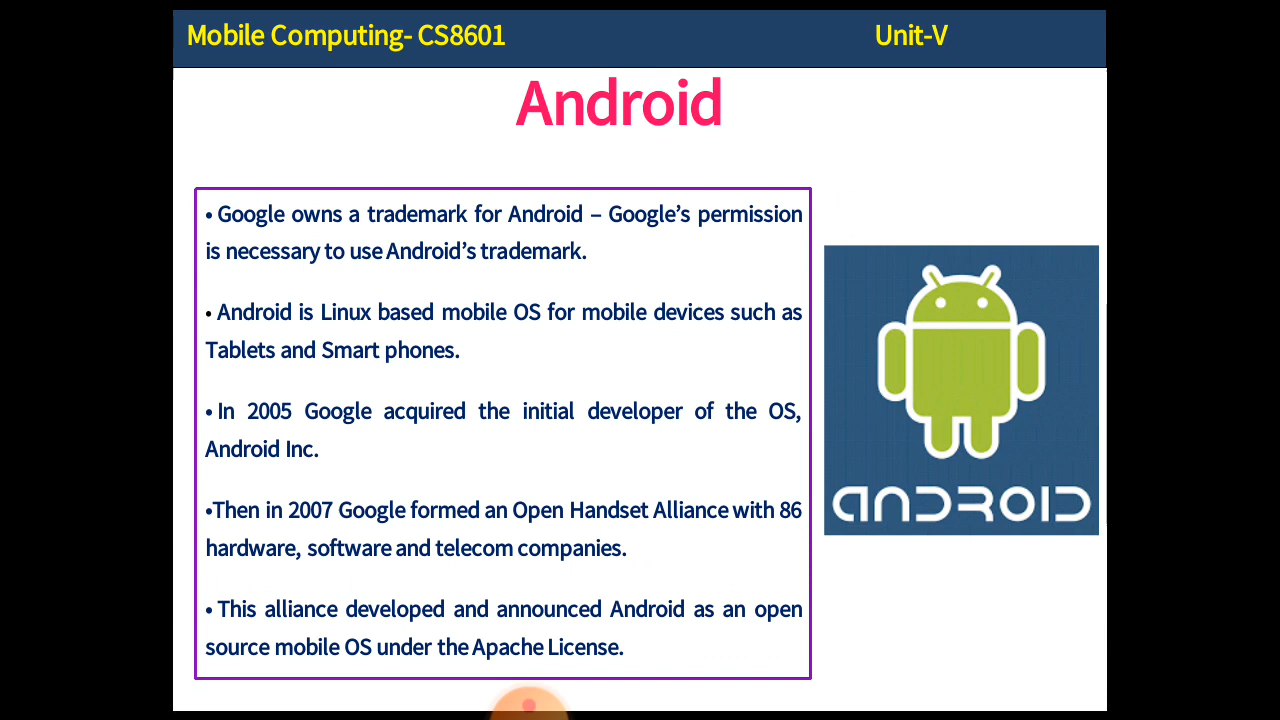 Mobile Computing- CS8601 Unit-V
Android
• Google owns a trademark for Android – Google’s permission
is necessary to use Android’s trademark.
• Android is Linux based mobile OS for mobile devices such as
Tablets and Smart phones.
• In 2005 Google acquired the initial developer of the OS,
Android Inc.
•Then in 2007 Google formed an Open Handset Alliance with 86
hardware, software and telecom companies.
• This alliance developed and announced Android as an open
source mobile OS under the Apache License.
ANDROID